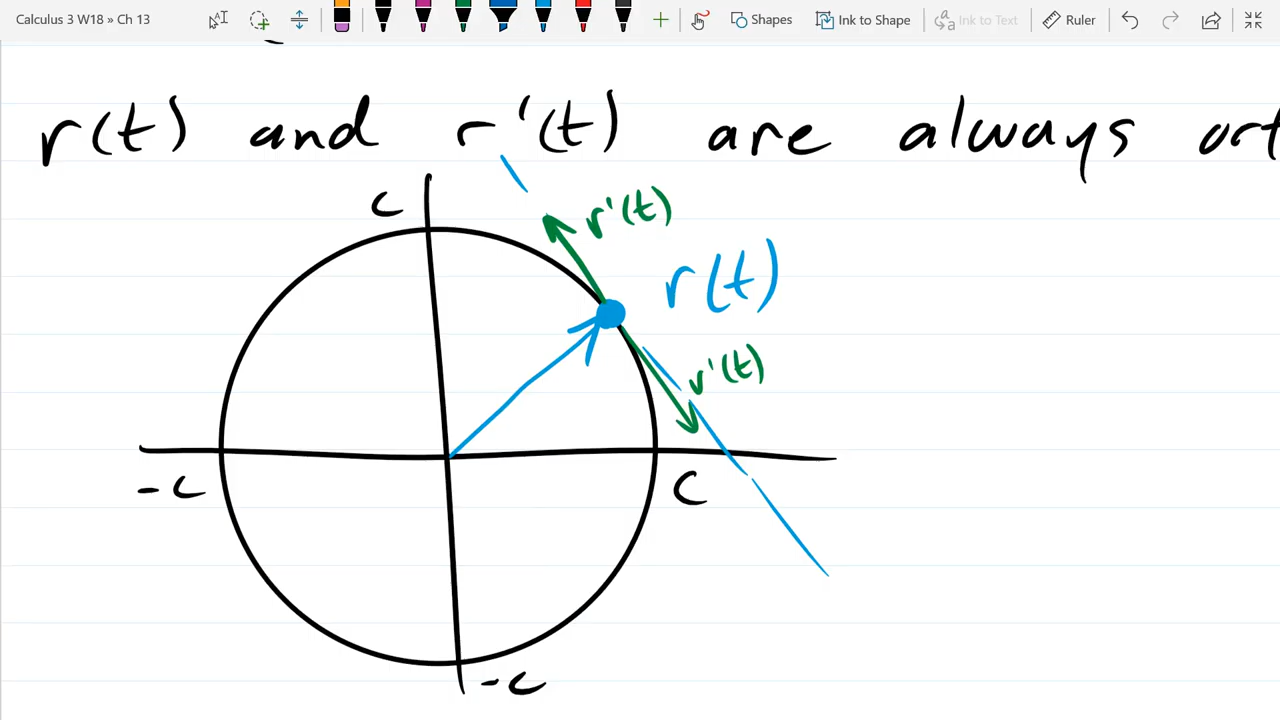 Calculus 3 W18 » Ch 13
Shapes
Ink to Shape
Ink to Text
Ruler
r(t) and r'(t) are always ort
c
r'(t)
r(t)
r'(t)
-c
c
-c